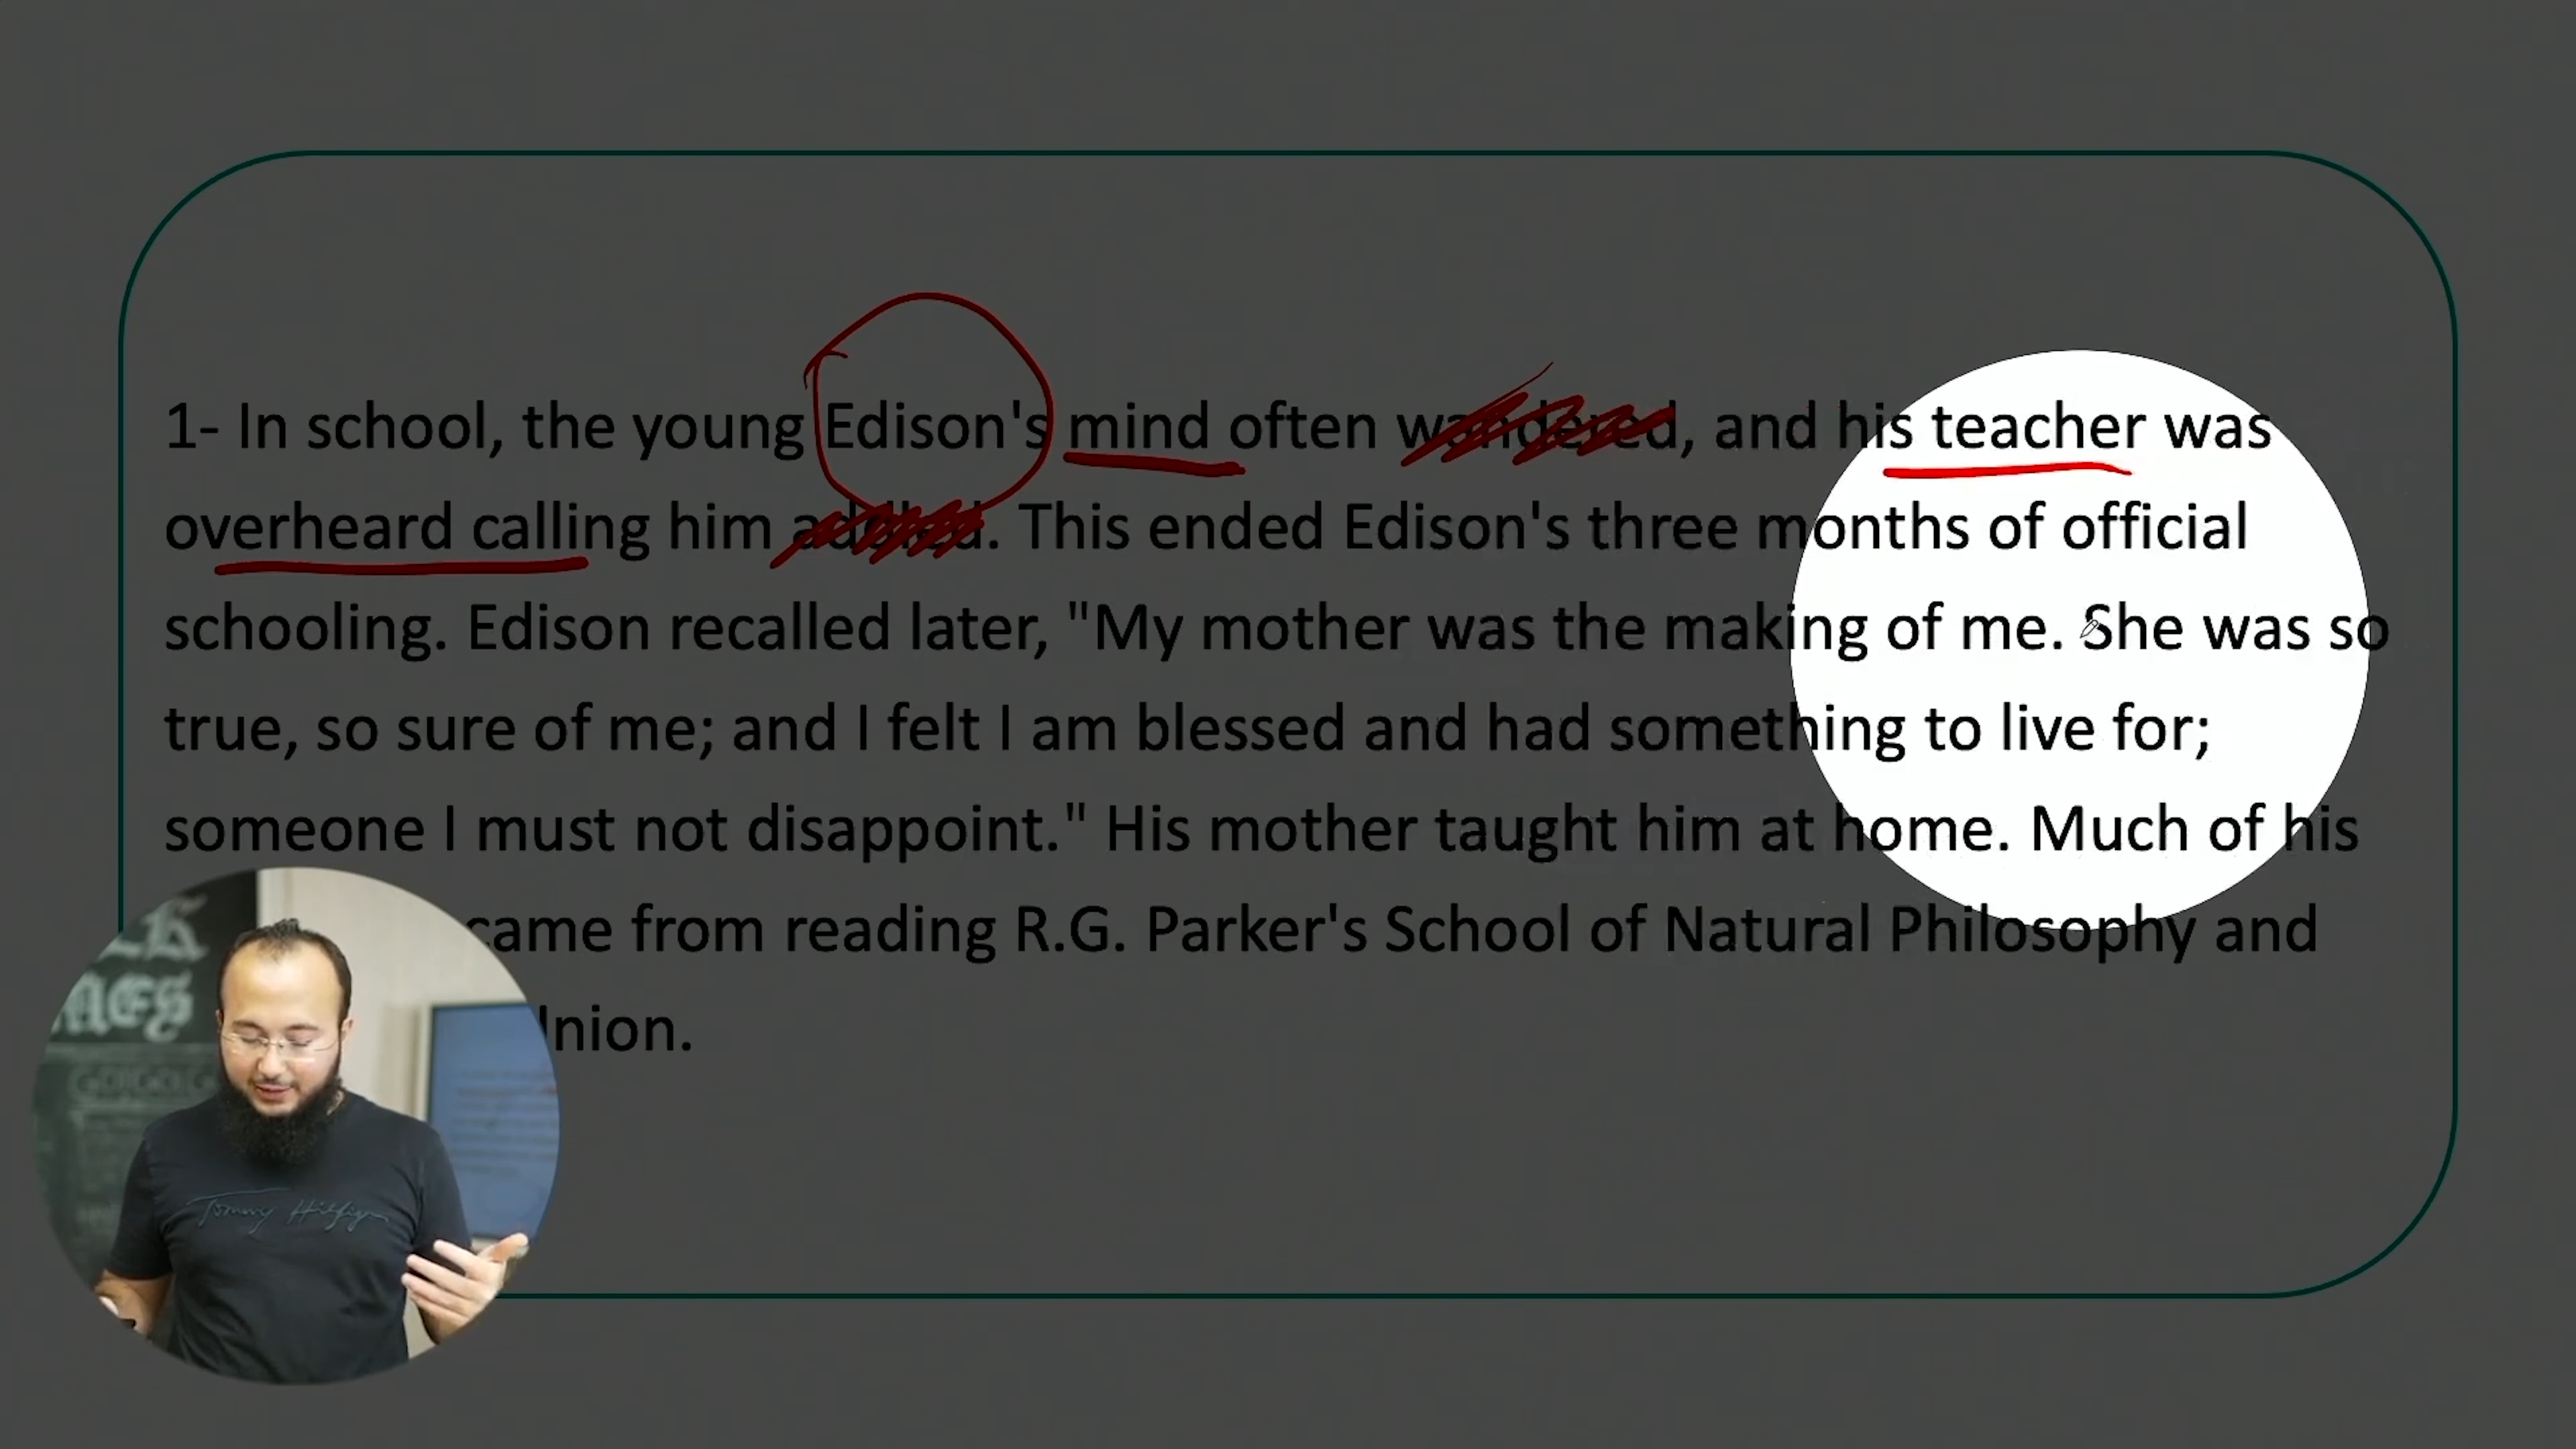 1- In school, the young Edison's mind often wandered, and his teacher was
overheard calling him addled. This ended Edison's three months of official
schooling. Edison recalled later, "My mother was the making of me. She was so
true, so sure of me; and I felt I am blessed and had something to live for;
someone I must not disappoint." His mother taught him at home. Much of his
came from reading R.G. Parker's School of Natural Philosophy and
Union.
Tommy Hilfiger